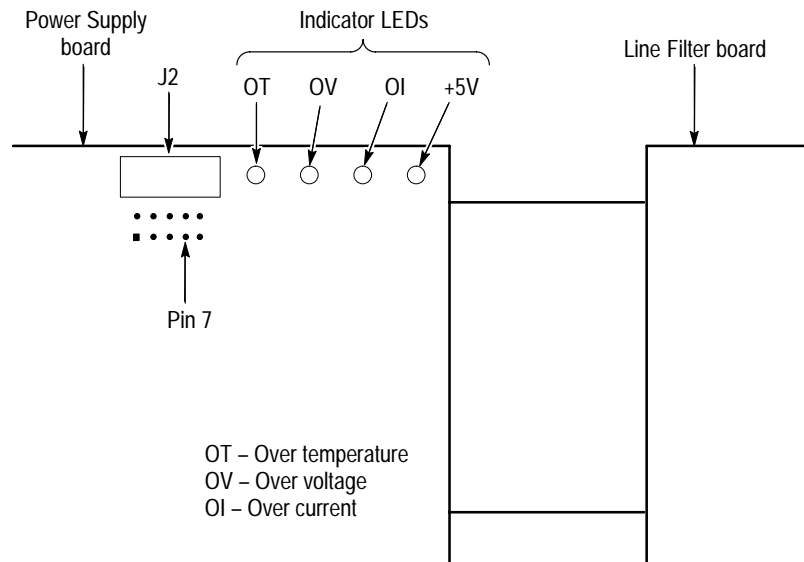 Power Supply
board
Indicator LEDs
Line Filter board
J2
OT OV OI +5V
Pin 7
OT – Over temperature
OV – Over voltage
OI – Over current